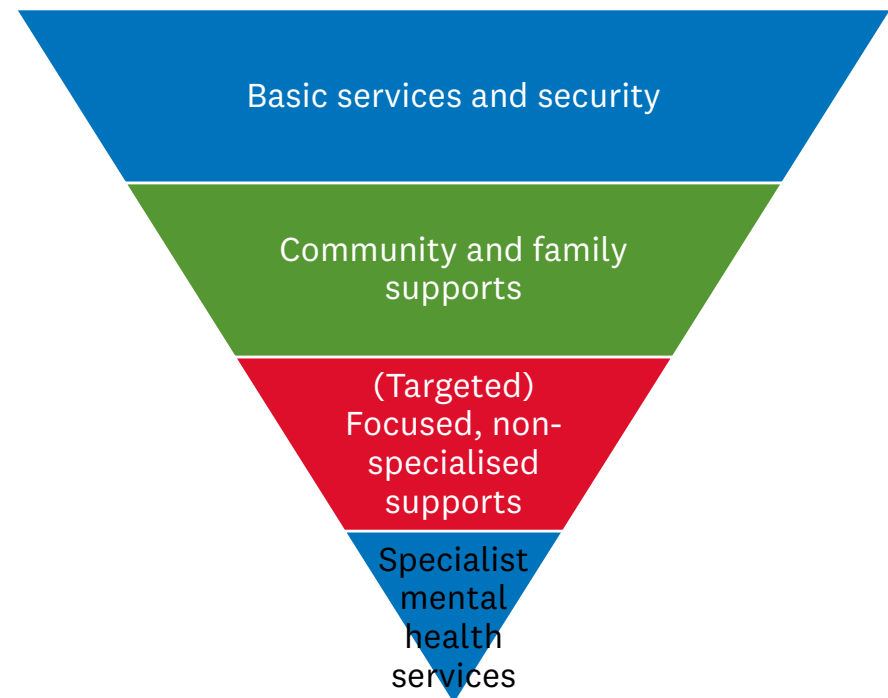 Basic services and security
Community and family
supports
(Targeted)
Focused, non-
specialised
supports
Specialist
mental
health
services